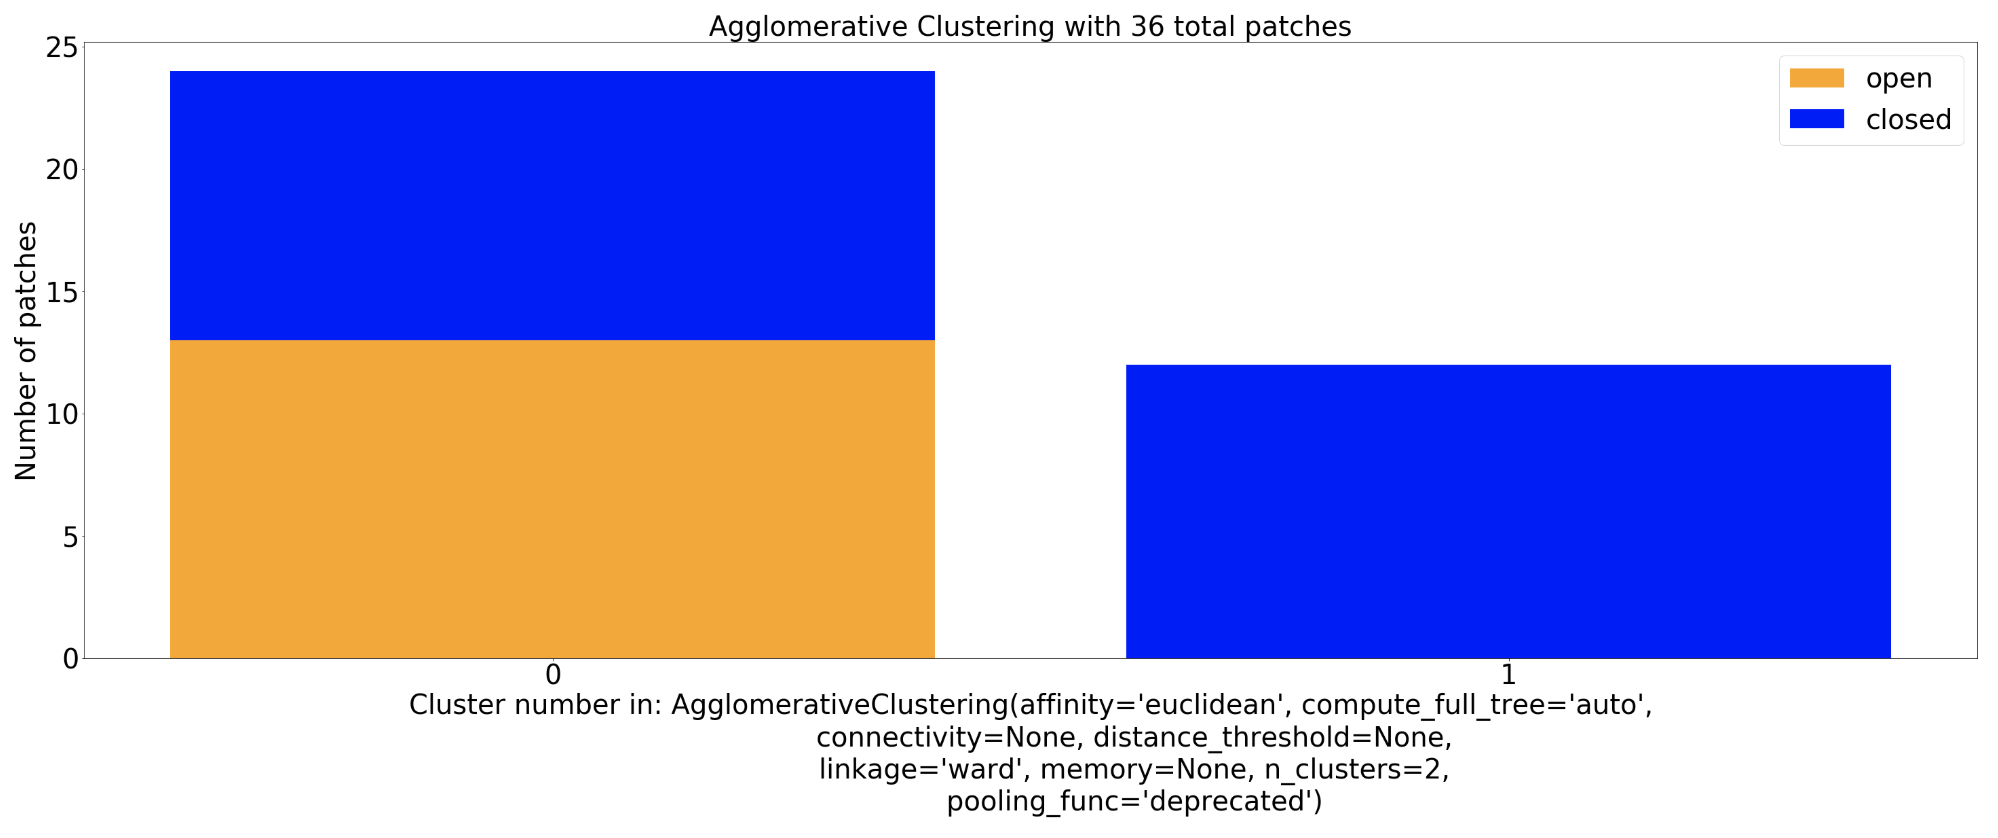 Agglomerative Clustering with 36 total patches
open
closed
Number of patches
25
20
15
10
5
0
0 1
Cluster number in: AgglomerativeClustering(affinity='euclidean', compute_full_tree='auto',
connectivity=None, distance_threshold=None,
linkage='ward', memory=None, n_clusters=2,
pooling_func='deprecated')